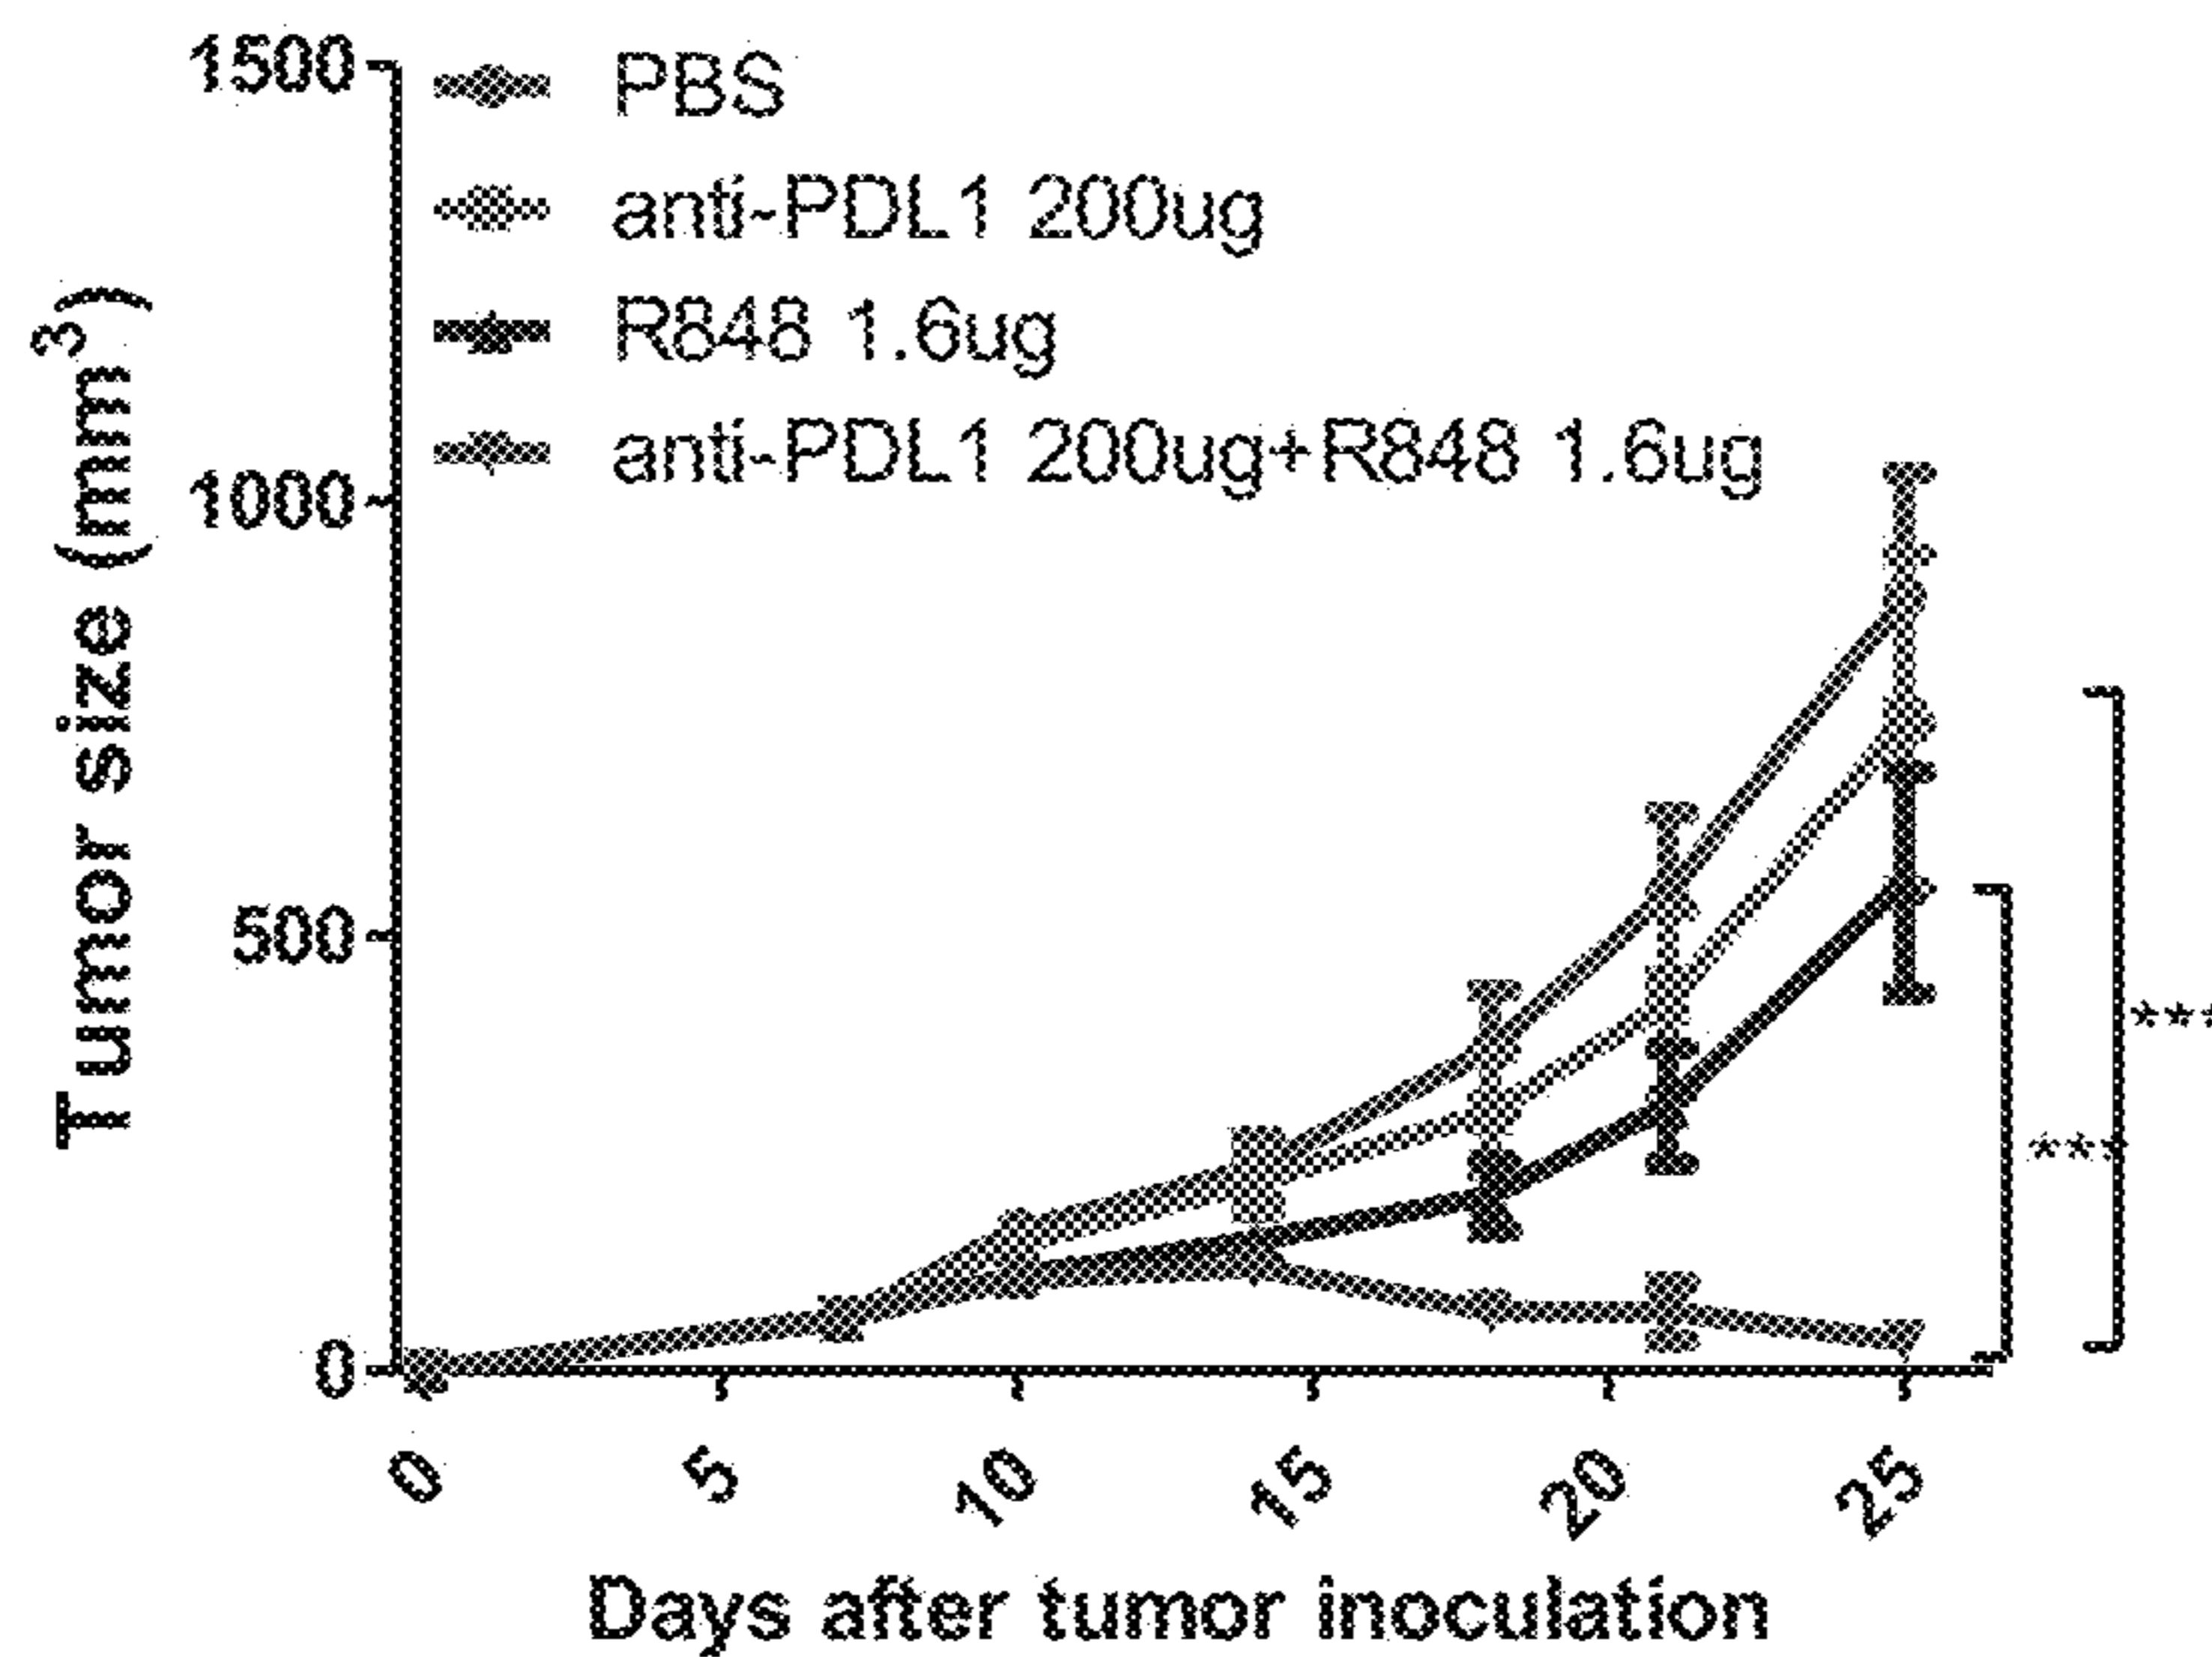 Tumor size (mm³)
1500
1000
500
0
PBS
anti-PDL1 200ug
R848 1.6ug
anti-PDL1 200ug+R848 1.6ug
***
***
0
5
10
15
20
25
Days after tumor inoculation